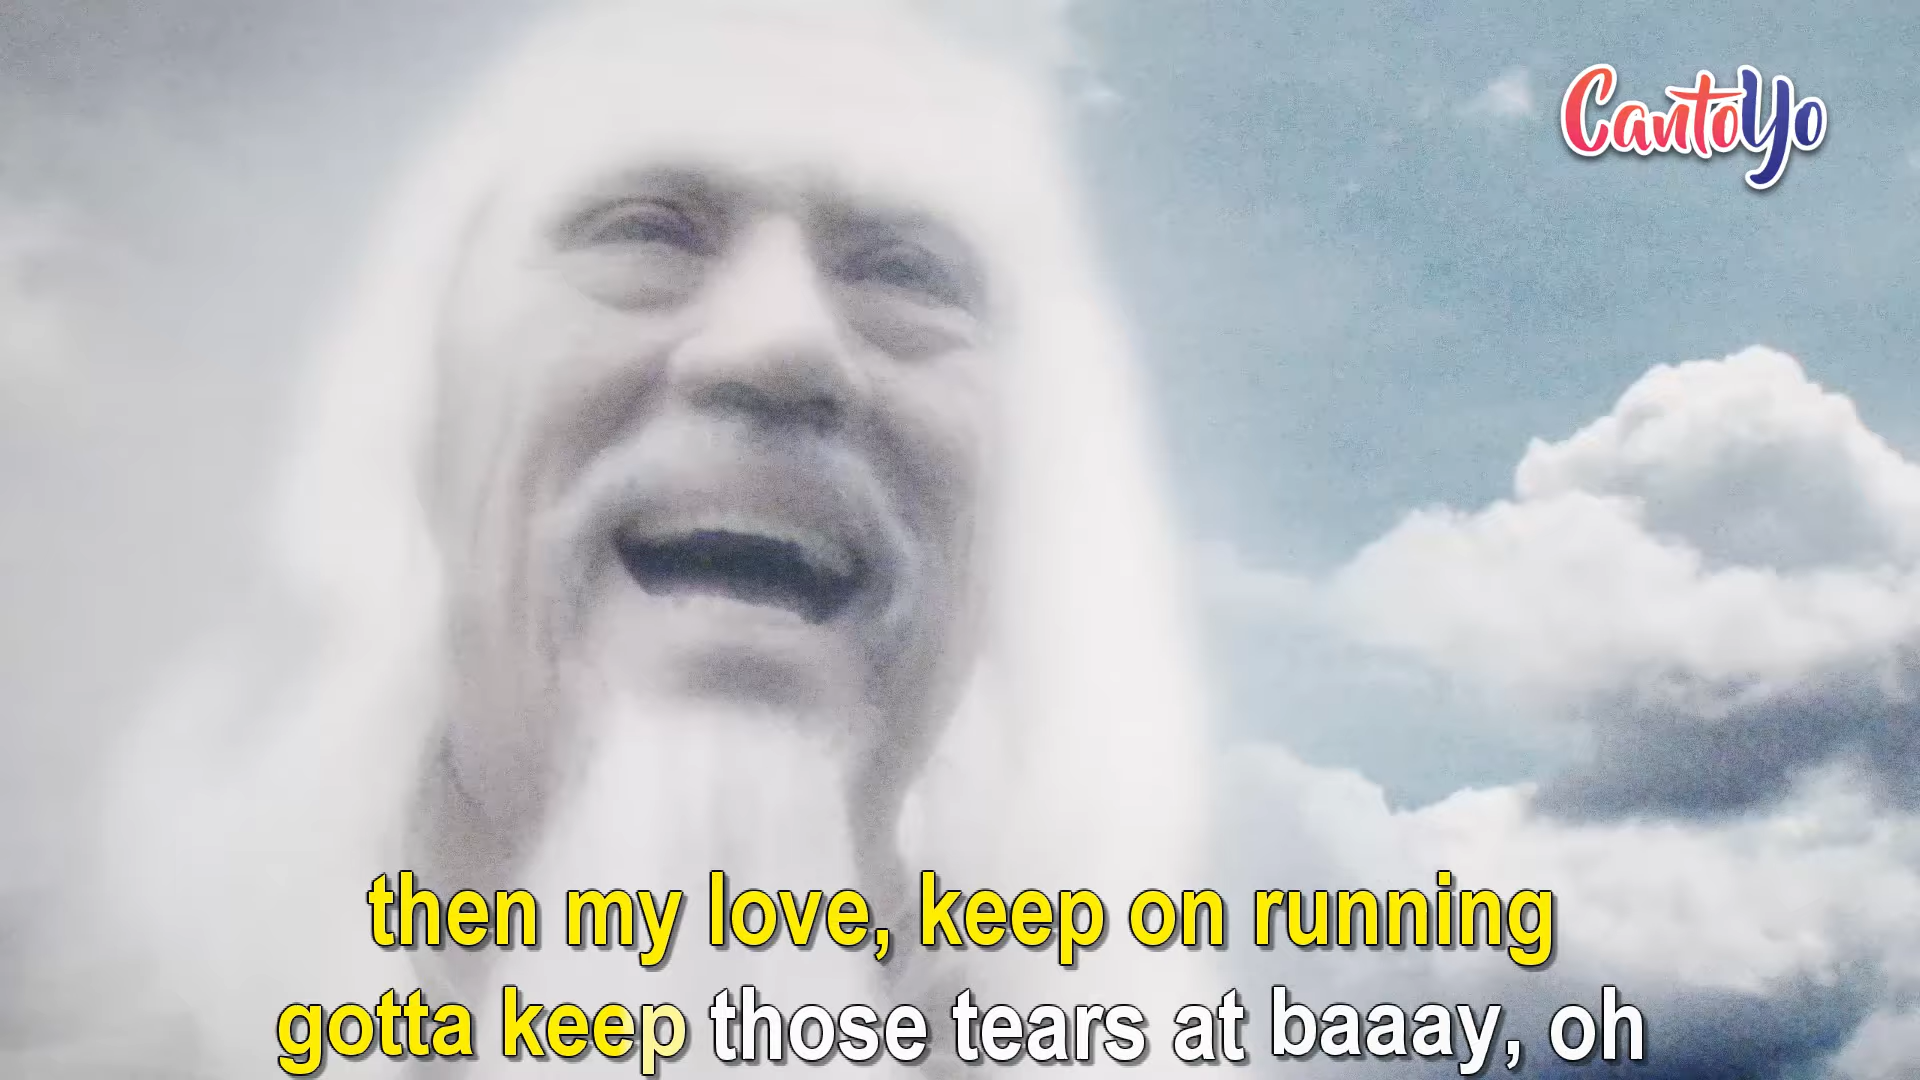 CantoYo
then my love, keep on running
gotta keep those tears at baaay, oh